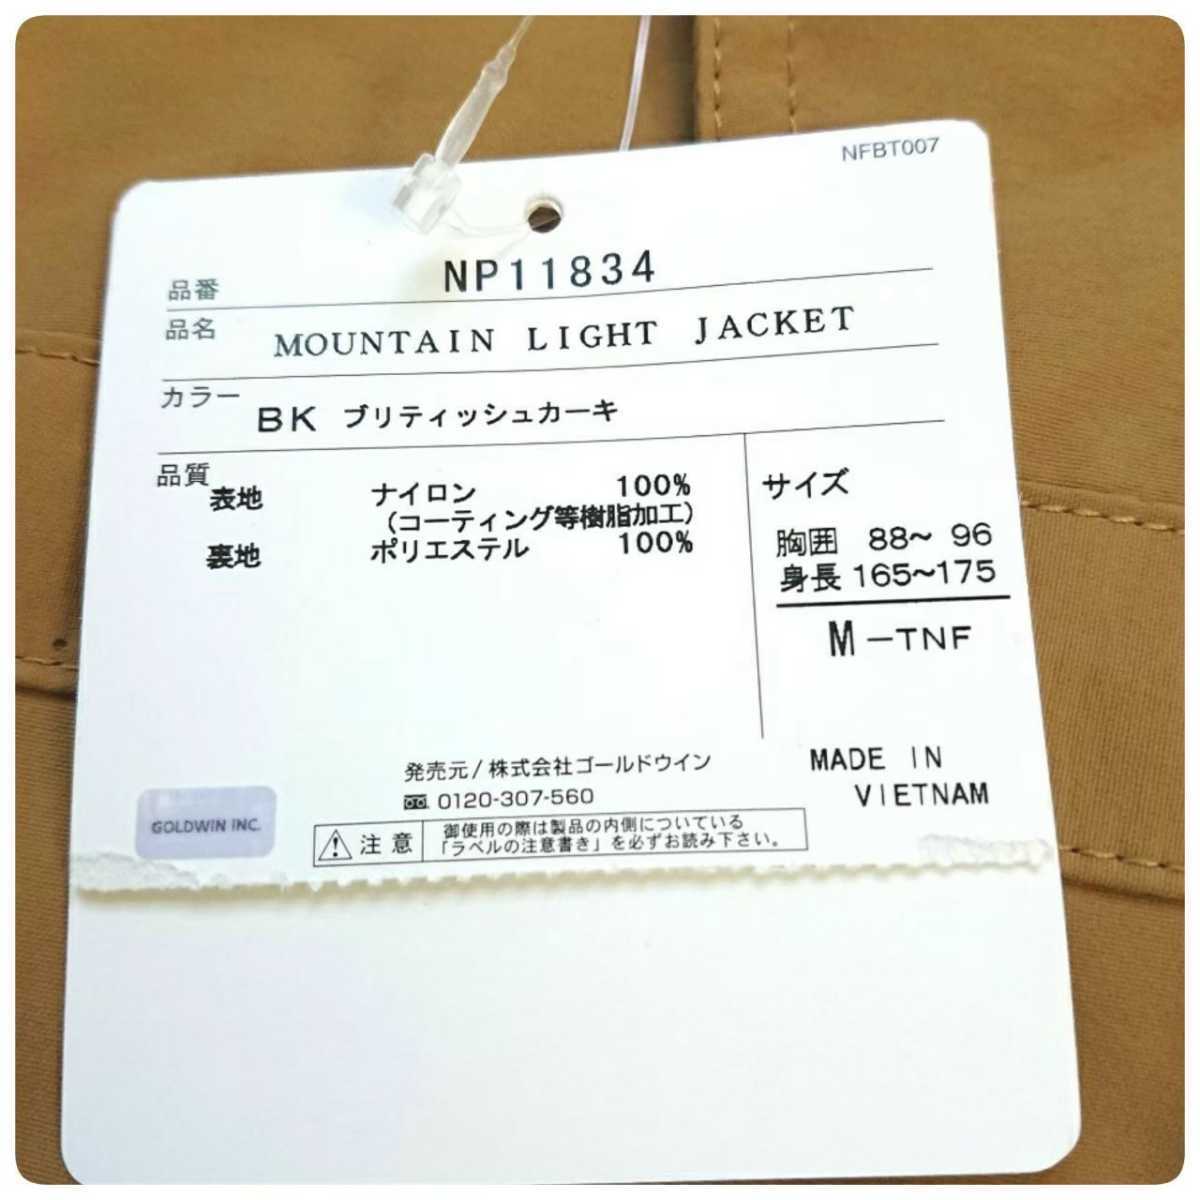 NFBT007
品番 NP11834
品名 MOUNTAIN LIGHT JACKET
カラー BK ブリティッシュカーキ
品質
表地 ナイロン 100%
(コーティング等樹脂加工)
裏地 ポリエステル 100%
サイズ
胸囲 88~ 96
身長 165~175
M-TNF
MADE IN
VIETNAM
発売元/株式会社ゴールドウイン
0120-307-560
GOLDWIN INC.
注意
御使用の際は製品の内側についている
「ラベルの注意書き」を必ずお読み下さい。